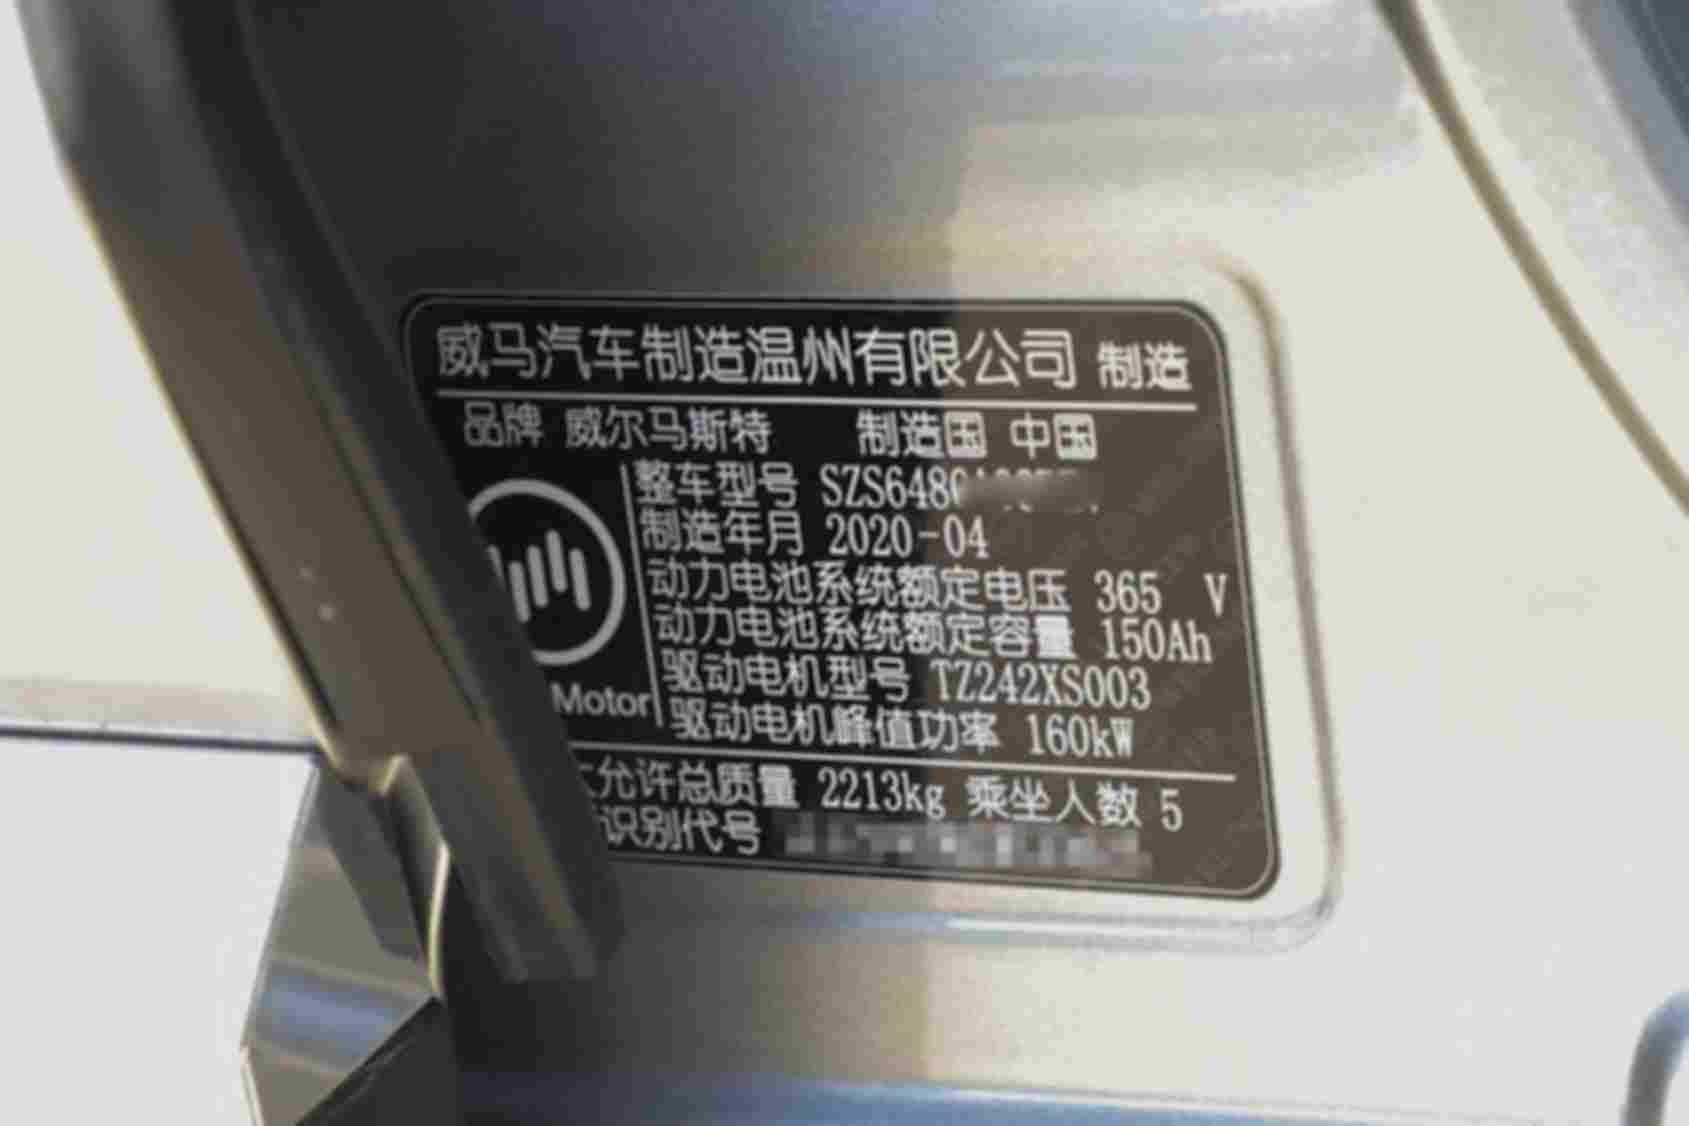 威马汽车制造温州有限公司 制造
品牌 威尔马斯特 制造国 中国
整车型号 SZS6480
制造年月 2020-04
动力电池系统额定电压 365 V
动力电池系统额定容量 150Ah
驱动电机型号 TZ242XS003
Motor
驱动电机峰值功率 160kW
允许总质量 2213kg 乘坐人数 5
识别代号